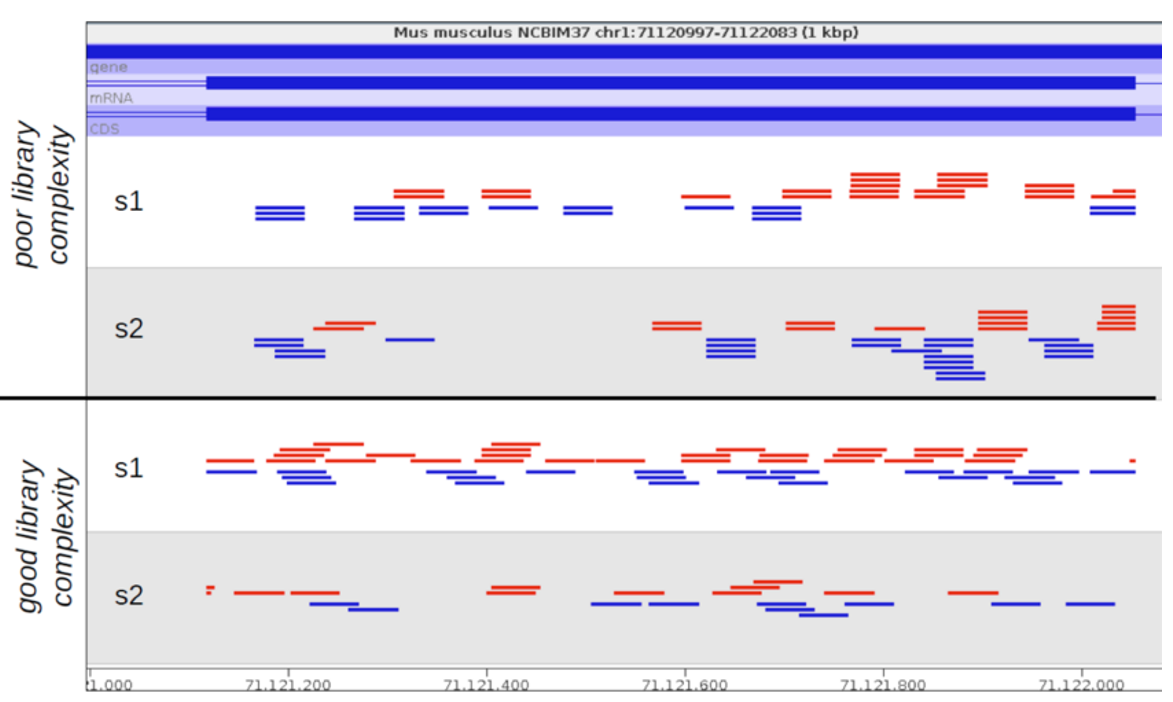 Mus musculus NCBIM37 chr1:71120997-71122083 (1 kbp)
gene
mRNA
CDS
poor library
complexity
s1
s2
good library
complexity
s1
s2
1.000 71.121.200 71.121.400 71.121.600 71.121.800 71.122.000